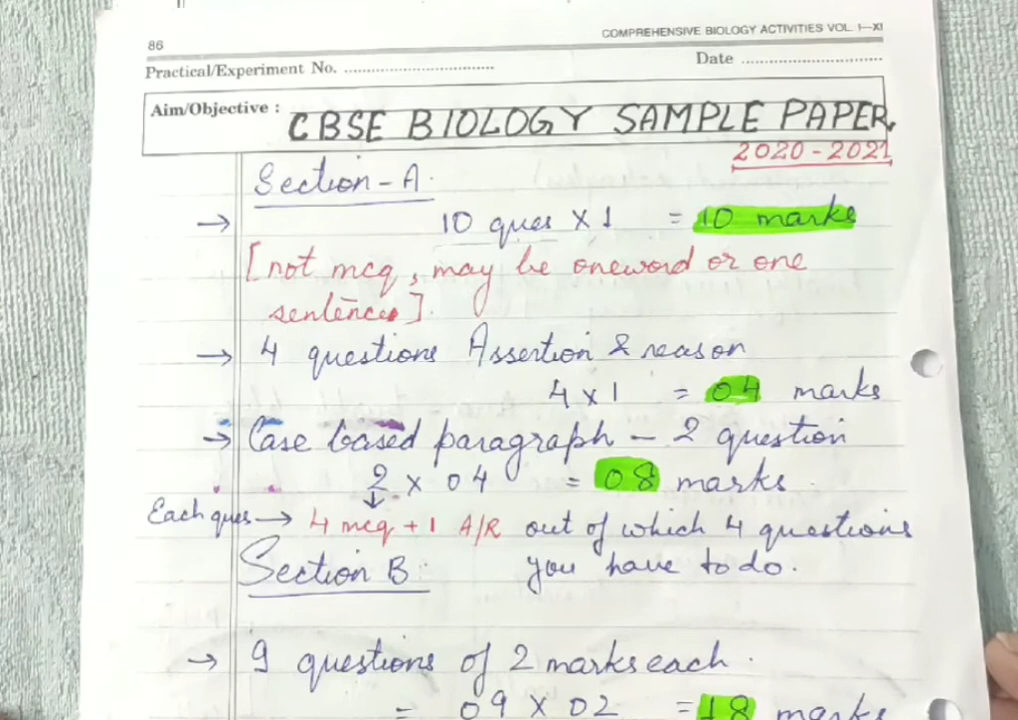 86
COMPREHENSIVE BIOLOGY ACTIVITIES VOL. I—XI
Practical/Experiment No. ........................................
Date ....................................
Aim/Objective : CBSE BIOLOGY SAMPLE PAPER.
2020-2021
Section-A.
→ 10 ques × 1 = 10 marks
[not mcq, may be oneword or one
sentences].
→ 4 questions Assertion & reason
4 × 1 = 04 marks
→ Case based paragraph - 2 question
2 × 04 = 08 marks
Each ques → 4 mcq + 1 A/R out of which 4 questions
you have to do.
Section B:
→ 9 questions of 2 marks each.
= 09 × 02 = 18 marks